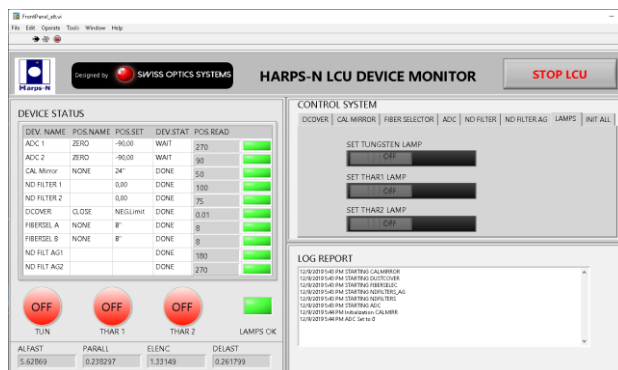 FrontPanel_eft.vi
File Edit Operate Tools Window Help
Harps-N
Designed by SWISS OPTICS SYSTEMS
HARPS-N LCU DEVICE MONITOR
STOP LCU
DEVICE STATUS
DEV. NAME POS.NAME POS.SET DEV.STAT POS.READ
ADC 1 ZERO -90,00 WAIT 270
ADC 2 ZERO -90,00 WAIT 90
CAL Mirror NONE 24" DONE 50
ND FILTER 1 0,00 DONE 100
ND FILTER 2 0,00 DONE 75
DCOVER CLOSE NEG.Limit DONE 0.01
FIBERSEL A NONE 8" DONE 8
FIBERSEL B NONE 8" DONE 8
ND FILT AG1 DONE 180
ND FILT AG2 DONE 270
OFF OFF OFF
TUN THAR 1 THAR 2 LAMPS OK
ALFAST PARALL ELENC DELAST
5.62869 0.238297 1.33149 0.261799
CONTROL SYSTEM
DCOVER CAL MIRROR FIBER SELECTOR ADC ND FILTER ND FILTER AG LAMPS INIT ALL
SET TUNGSTEN LAMP
OFF
SET THAR1 LAMP
OFF
SET THAR2 LAMP
OFF
LOG REPORT
12/9/2019 5:43 PM STARTING CALMIRROR
12/9/2019 5:43 PM STARTING DUSTCOVER
12/9/2019 5:43 PM STARTING FIBERSELEC
12/9/2019 5:43 PM STARTING NDFILTERS_AG
12/9/2019 5:43 PM STARTING NDFILTERS
12/9/2019 5:43 PM STARTING ADC
12/9/2019 5:44 PM Initialization CALMIRR
12/9/2019 5:44 PM ADC Set to 0